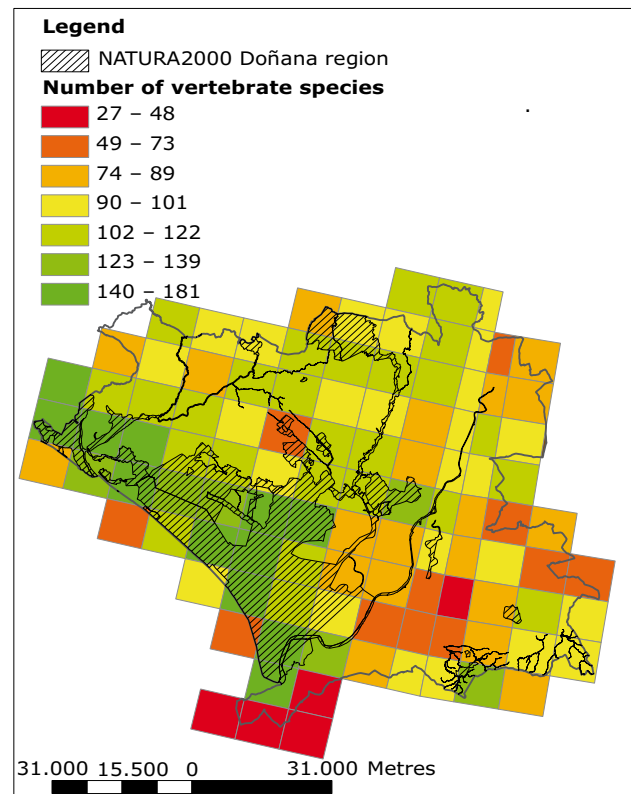 Legend
NATURA2000 Doñana region
Number of vertebrate species
27 – 48
49 – 73
74 – 89
90 – 101
102 – 122
123 – 139
140 – 181
31.000 15.500 0 31.000 Metres